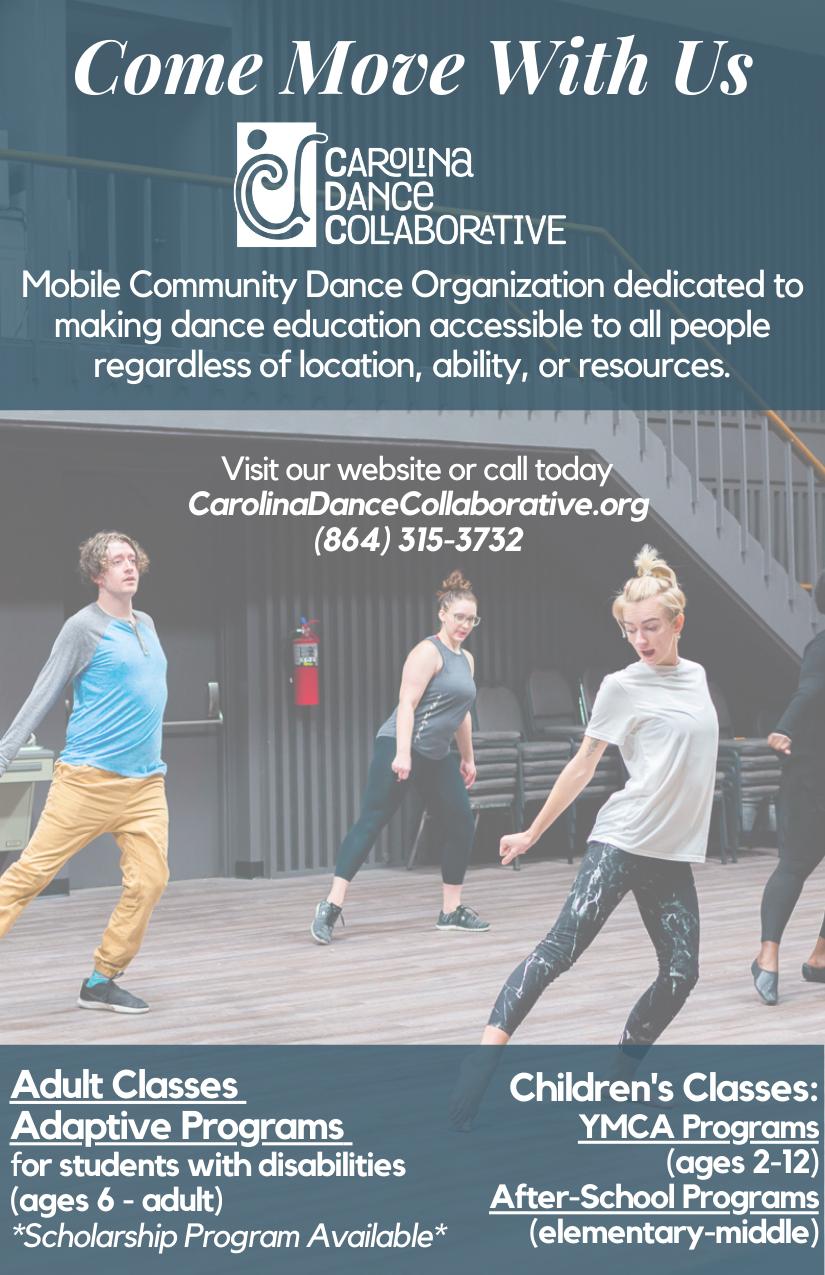 Come Move With Us
CAROLINA
DANCE
COLLABORATIVE
Mobile Community Dance Organization dedicated to
making dance education accessible to all people
regardless of location, ability, or resources.
Visit our website or call today
CarolinaDanceCollaborative.org
(864) 315-3732
Adult Classes
Adaptive Programs
for students with disabilities
(ages 6 - adult)
*Scholarship Program Available*
Children's Classes:
YMCA Programs
(ages 2-12)
After-School Programs
(elementary-middle)